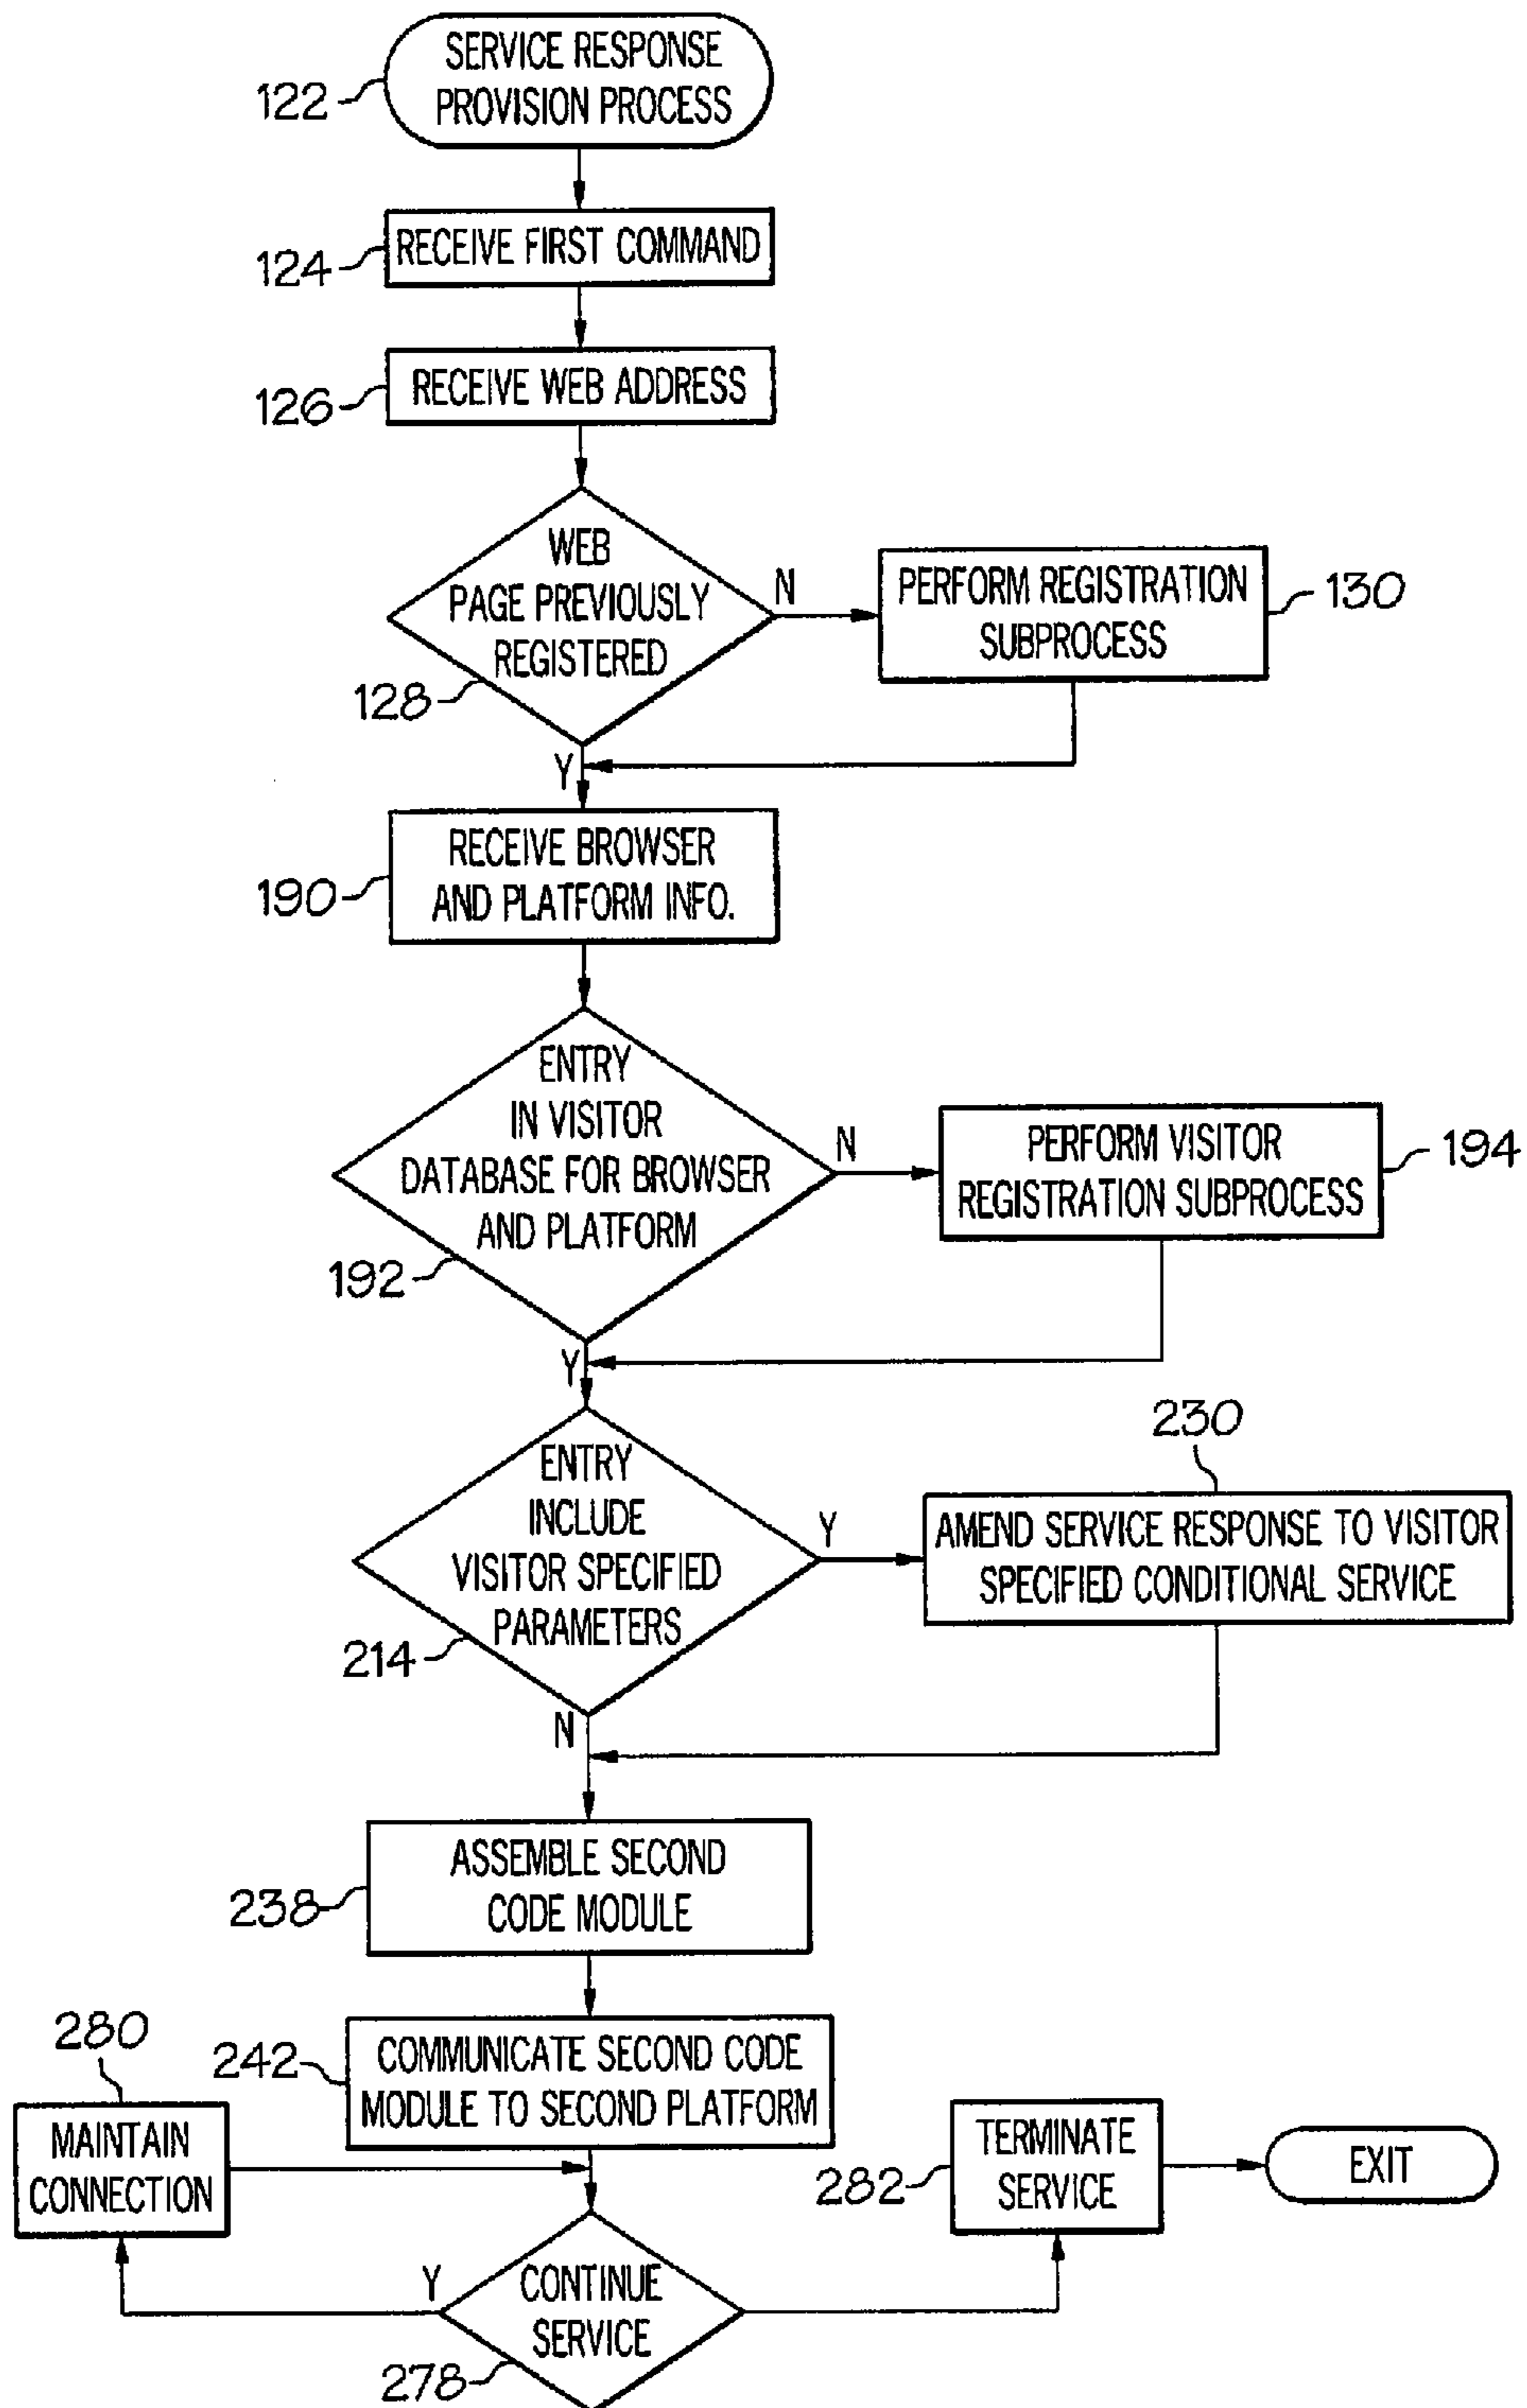 SERVICE RESPONSE
PROVISION PROCESS
122
RECEIVE FIRST COMMAND
124
RECEIVE WEB ADDRESS
126
WEB
PAGE PREVIOUSLY
REGISTERED
128
N
PERFORM REGISTRATION
SUBPROCESS
130
Y
RECEIVE BROWSER
AND PLATFORM INFO.
190
ENTRY
IN VISITOR
DATABASE FOR BROWSER
AND PLATFORM
192
N
PERFORM VISITOR
REGISTRATION SUBPROCESS
194
Y
ENTRY
INCLUDE
VISITOR SPECIFIED
PARAMETERS
214
Y
230
AMEND SERVICE RESPONSE TO VISITOR
SPECIFIED CONDITIONAL SERVICE
N
ASSEMBLE SECOND
CODE MODULE
238
COMMUNICATE SECOND CODE
MODULE TO SECOND PLATFORM
242
280
MAINTAIN
CONNECTION
Y
CONTINUE
SERVICE
278
TERMINATE
SERVICE
282
EXIT